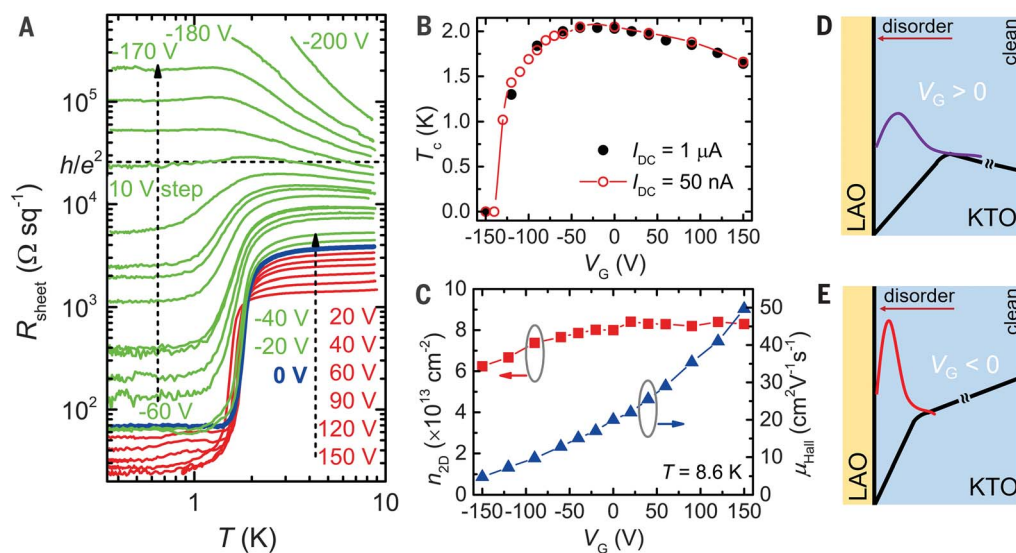 A
-170 V
-180 V
-200 V
10⁵
h/e²
10 V step
10⁴
10³
10²
R_sheet (Ω sq⁻¹)
-40 V
-20 V
0 V
-60 V
20 V
40 V
60 V
90 V
120 V
150 V
1
10
T (K)
B
2.0
1.5
1.0
0.5
0.0
T_c (K)
I_DC = 1 μA
I_DC = 50 nA
-150 -100 -50 0 50 100 150
V_G (V)
C
10
8
6
4
2
0
n_2D (×10¹³ cm⁻²)
50
40
30
20
10
0
μ_Hall (cm²V⁻¹s⁻¹)
T = 8.6 K
-150 -100 -50 0 50 100 150
V_G (V)
D
disorder
clean
V_G > 0
LAO
KTO
E
disorder
clean
V_G < 0
LAO
KTO